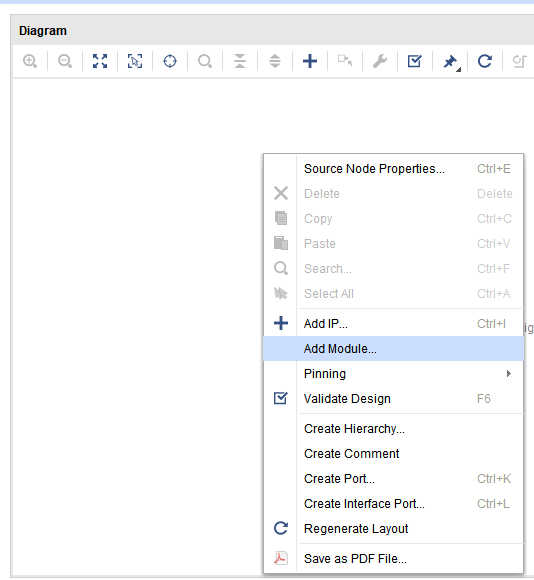 Diagram
Source Node Properties... Ctrl+E
Delete Delete
Copy Ctrl+C
Paste Ctrl+V
Search... Ctrl+F
Select All Ctrl+A
Add IP... Ctrl+I
ig
Add Module...
Pinning
Validate Design F6
Create Hierarchy...
Create Comment
Create Port... Ctrl+K
Create Interface Port... Ctrl+L
Regenerate Layout
Save as PDF File...